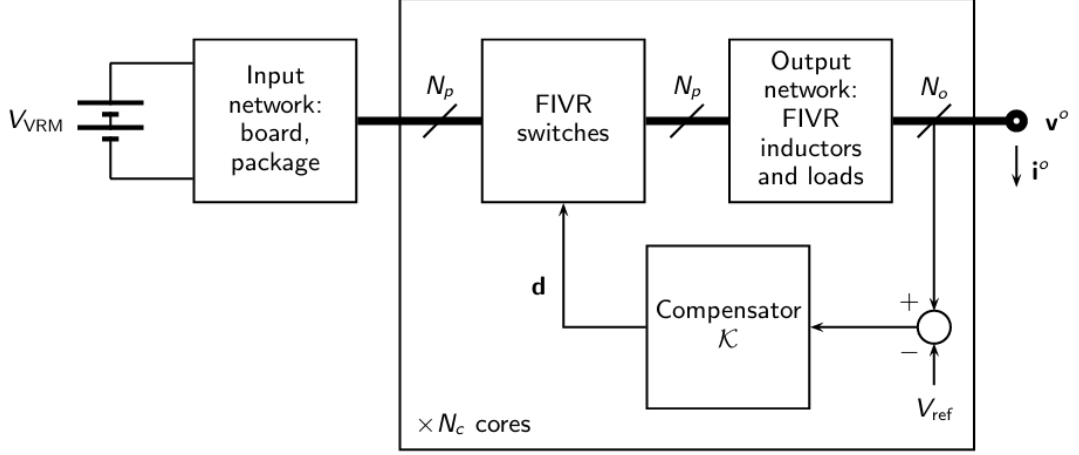 V_VRM
Input
network:
board,
package
N_p
FIVR
switches
N_p
Output
network:
FIVR
inductors
and loads
N_o
v^o
i^o
d
Compensator
𝒦
+
−
V_ref
× N_c cores